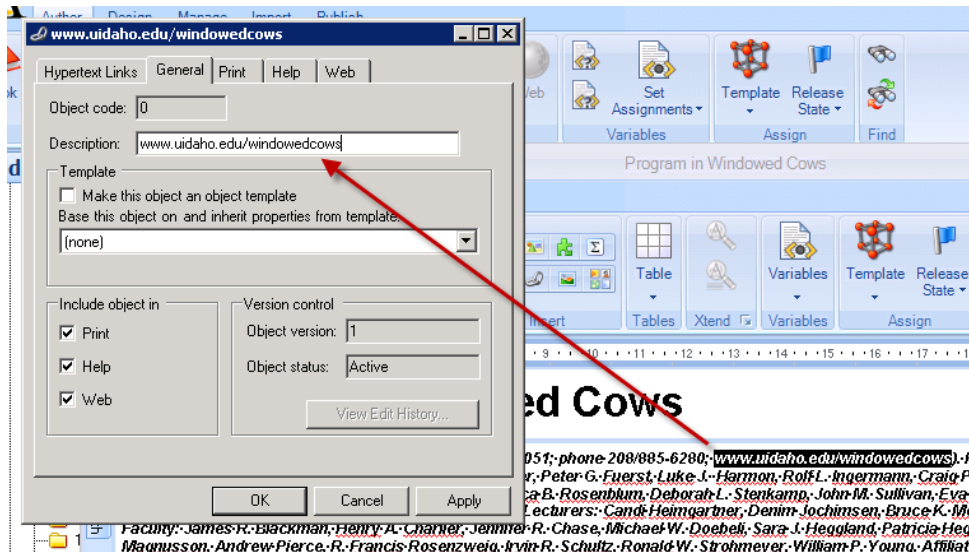 Author Design Manage Import Publish
www.uidaho.edu/windowedcows
Hypertext Links General Print Help Web
Object code: 0
Description: www.uidaho.edu/windowedcows
Template
Make this object an object template
Base this object on and inherit properties from template:
(none)
Include object in
Print
Help
Web
Version control
Object version: 1
Object status: Active
View Edit History...
OK Cancel Apply
Set Assignments
Template Release State
Variables Assign Find
Program in Windowed Cows
Table Variables Template Release State
Insert Tables Xtend Variables Assign
9 10 11 12 13 14 15 16 17
ed Cows
051; phone 208/885-6280; www.uidaho.edu/windowedcows).
r, Peter G. Fuerst, Luke J. Harmon, Rolf L. Ingermann, Craig
B. Rosenblum, Deborah L. Stenkamp, John M. Sullivan, Eva
Lecturers: Candi Heimgartner, Denim Jochimsen, Bruce K.
Faculty: James R. Blackman, Henry A. Charlier, Jennifer R. Chase, Michael W. Doebeli, Sara J. Heggland, Patricia
Magnusson, Andrew Pierce, R. Francis Rosenzweig, Irvin R. Schultz, Ronald W. Strohmeyer, William P. Young,